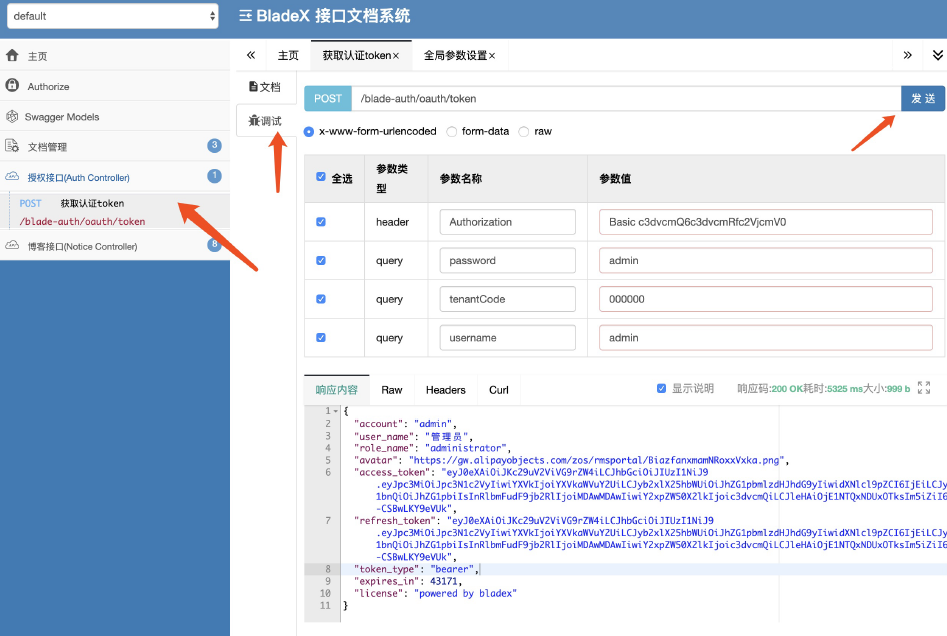 default
BladeX 接口文档系统
主页
Authorize
Swagger Models
文档管理
3
授权接口(Auth Controller)
1
POST 获取认证token
/blade-auth/oauth/token
博客接口(Notice Controller)
8
主页
获取认证token×
全局参数设置×
文档
调试
POST /blade-auth/oauth/token
发 送
x-www-form-urlencoded form-data raw
全选 参数类型 参数名称 参数值
header Authorization Basic c3dvcmQ6c3dvcmRfc2VjcmV0
query password admin
query tenantCode 000000
query username admin
响应内容 Raw Headers Curl
显示说明 响应码:200 OK耗时:5325 ms大小:999 b
1 {
2 "account": "admin",
3 "user_name": "管理员",
4 "role_name": "administrator",
5 "avatar": "https://gw.alipayobjects.com/zos/rmsportal/BiazfanxmamNRoxxVxka.png",
6 "access_token": "eyJ0eXAiOiJKc29uV2ViVG9rZW4iLCJhbGciOiJIUzI1NiJ9
-CSBwLKY9eVUk",
7 "refresh_token": "eyJ0eXAiOiJKc29uV2ViVG9rZW4iLCJhbGciOiJIUzI1NiJ9
-CSBwLKY9eVUk",
8 "token_type": "bearer",
9 "expires_in": 43171,
10 "license": "powered by bladex"
11 }